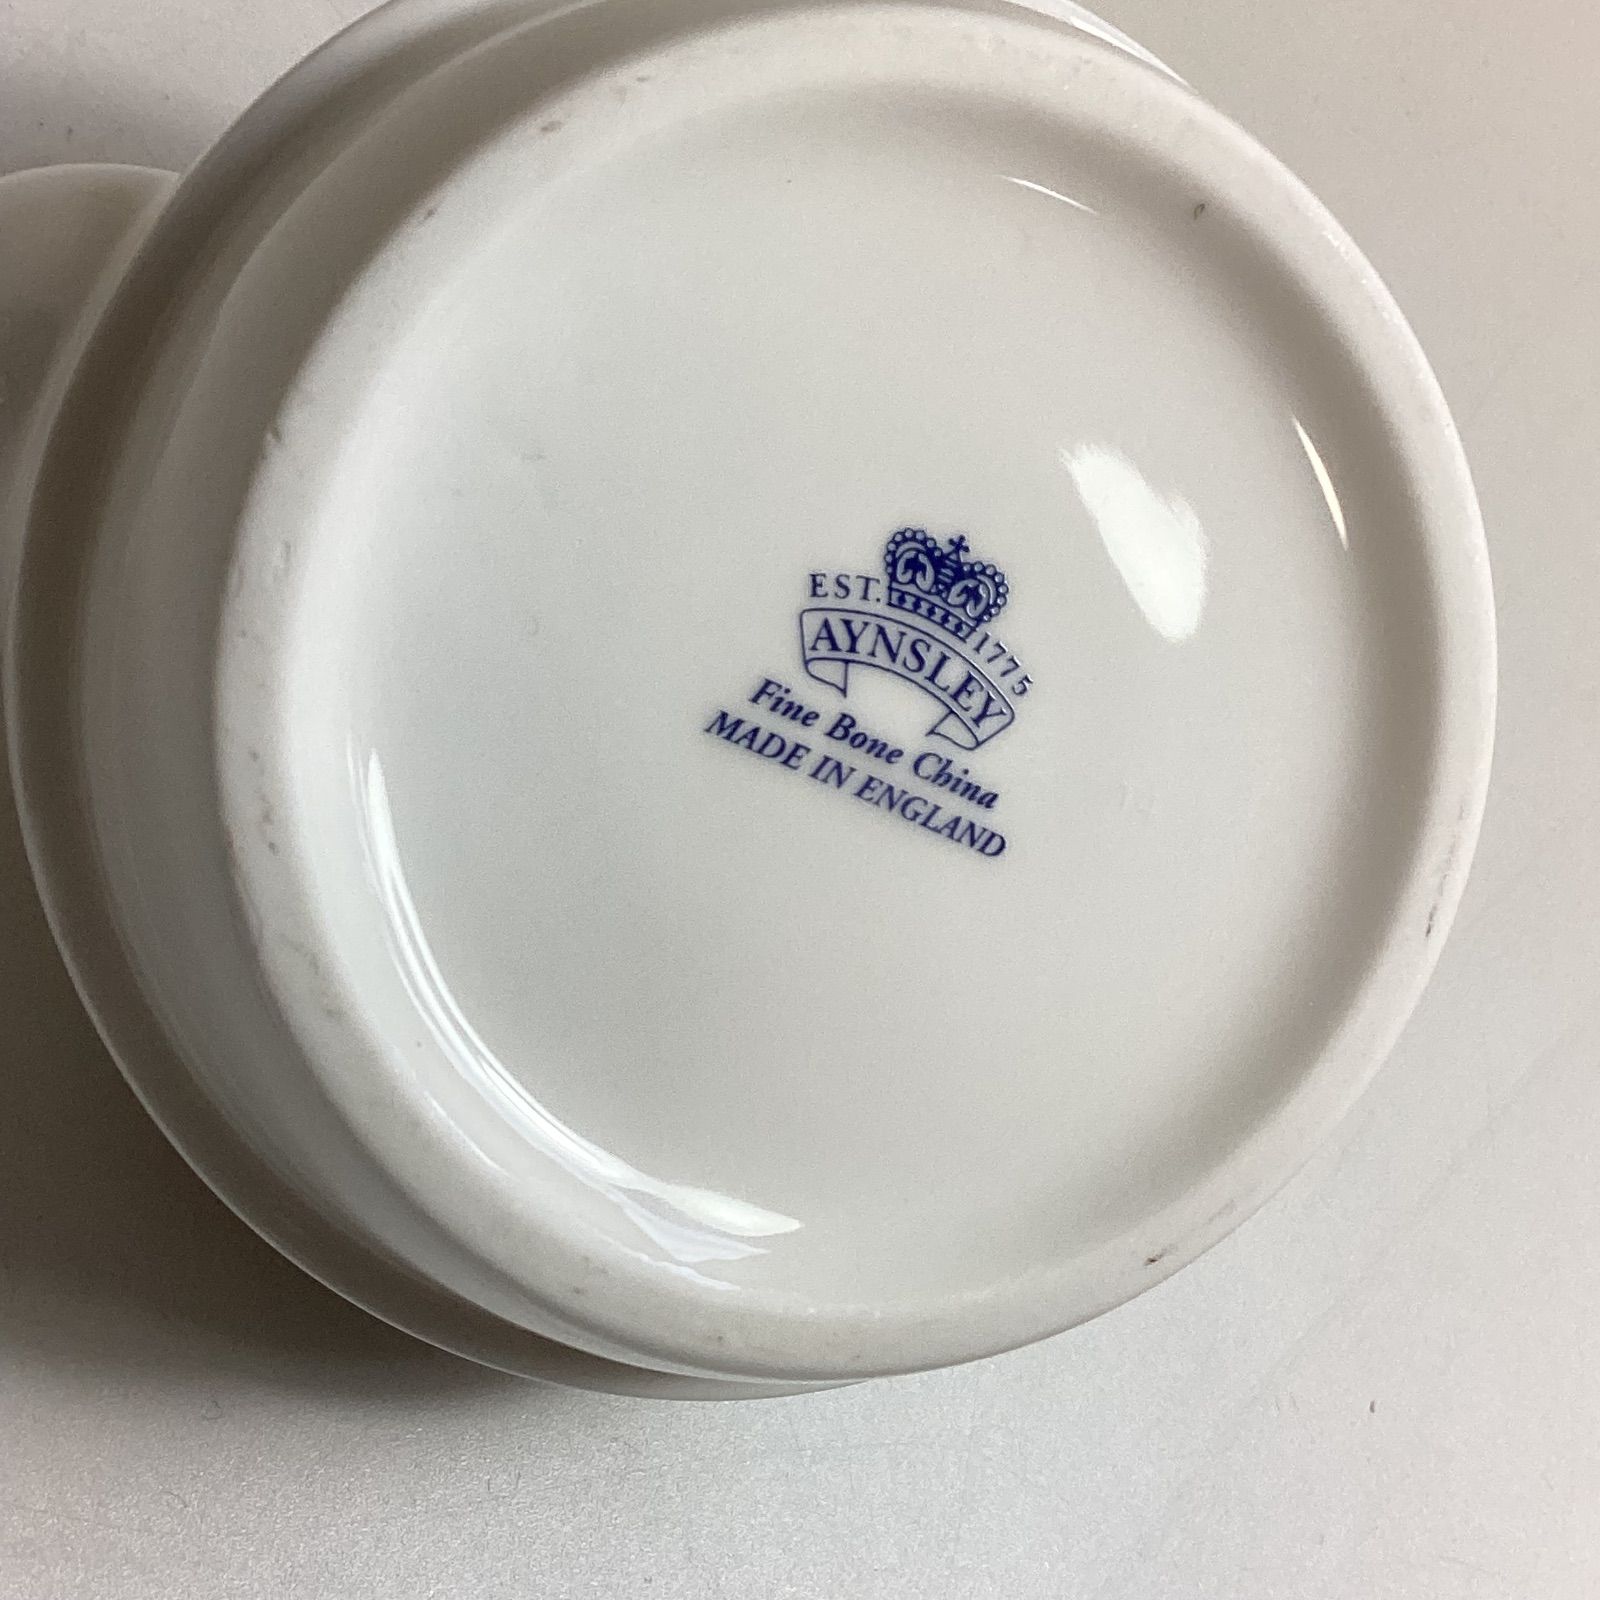 EST. 1775
AYNSLEY
Fine Bone China
MADE IN ENGLAND